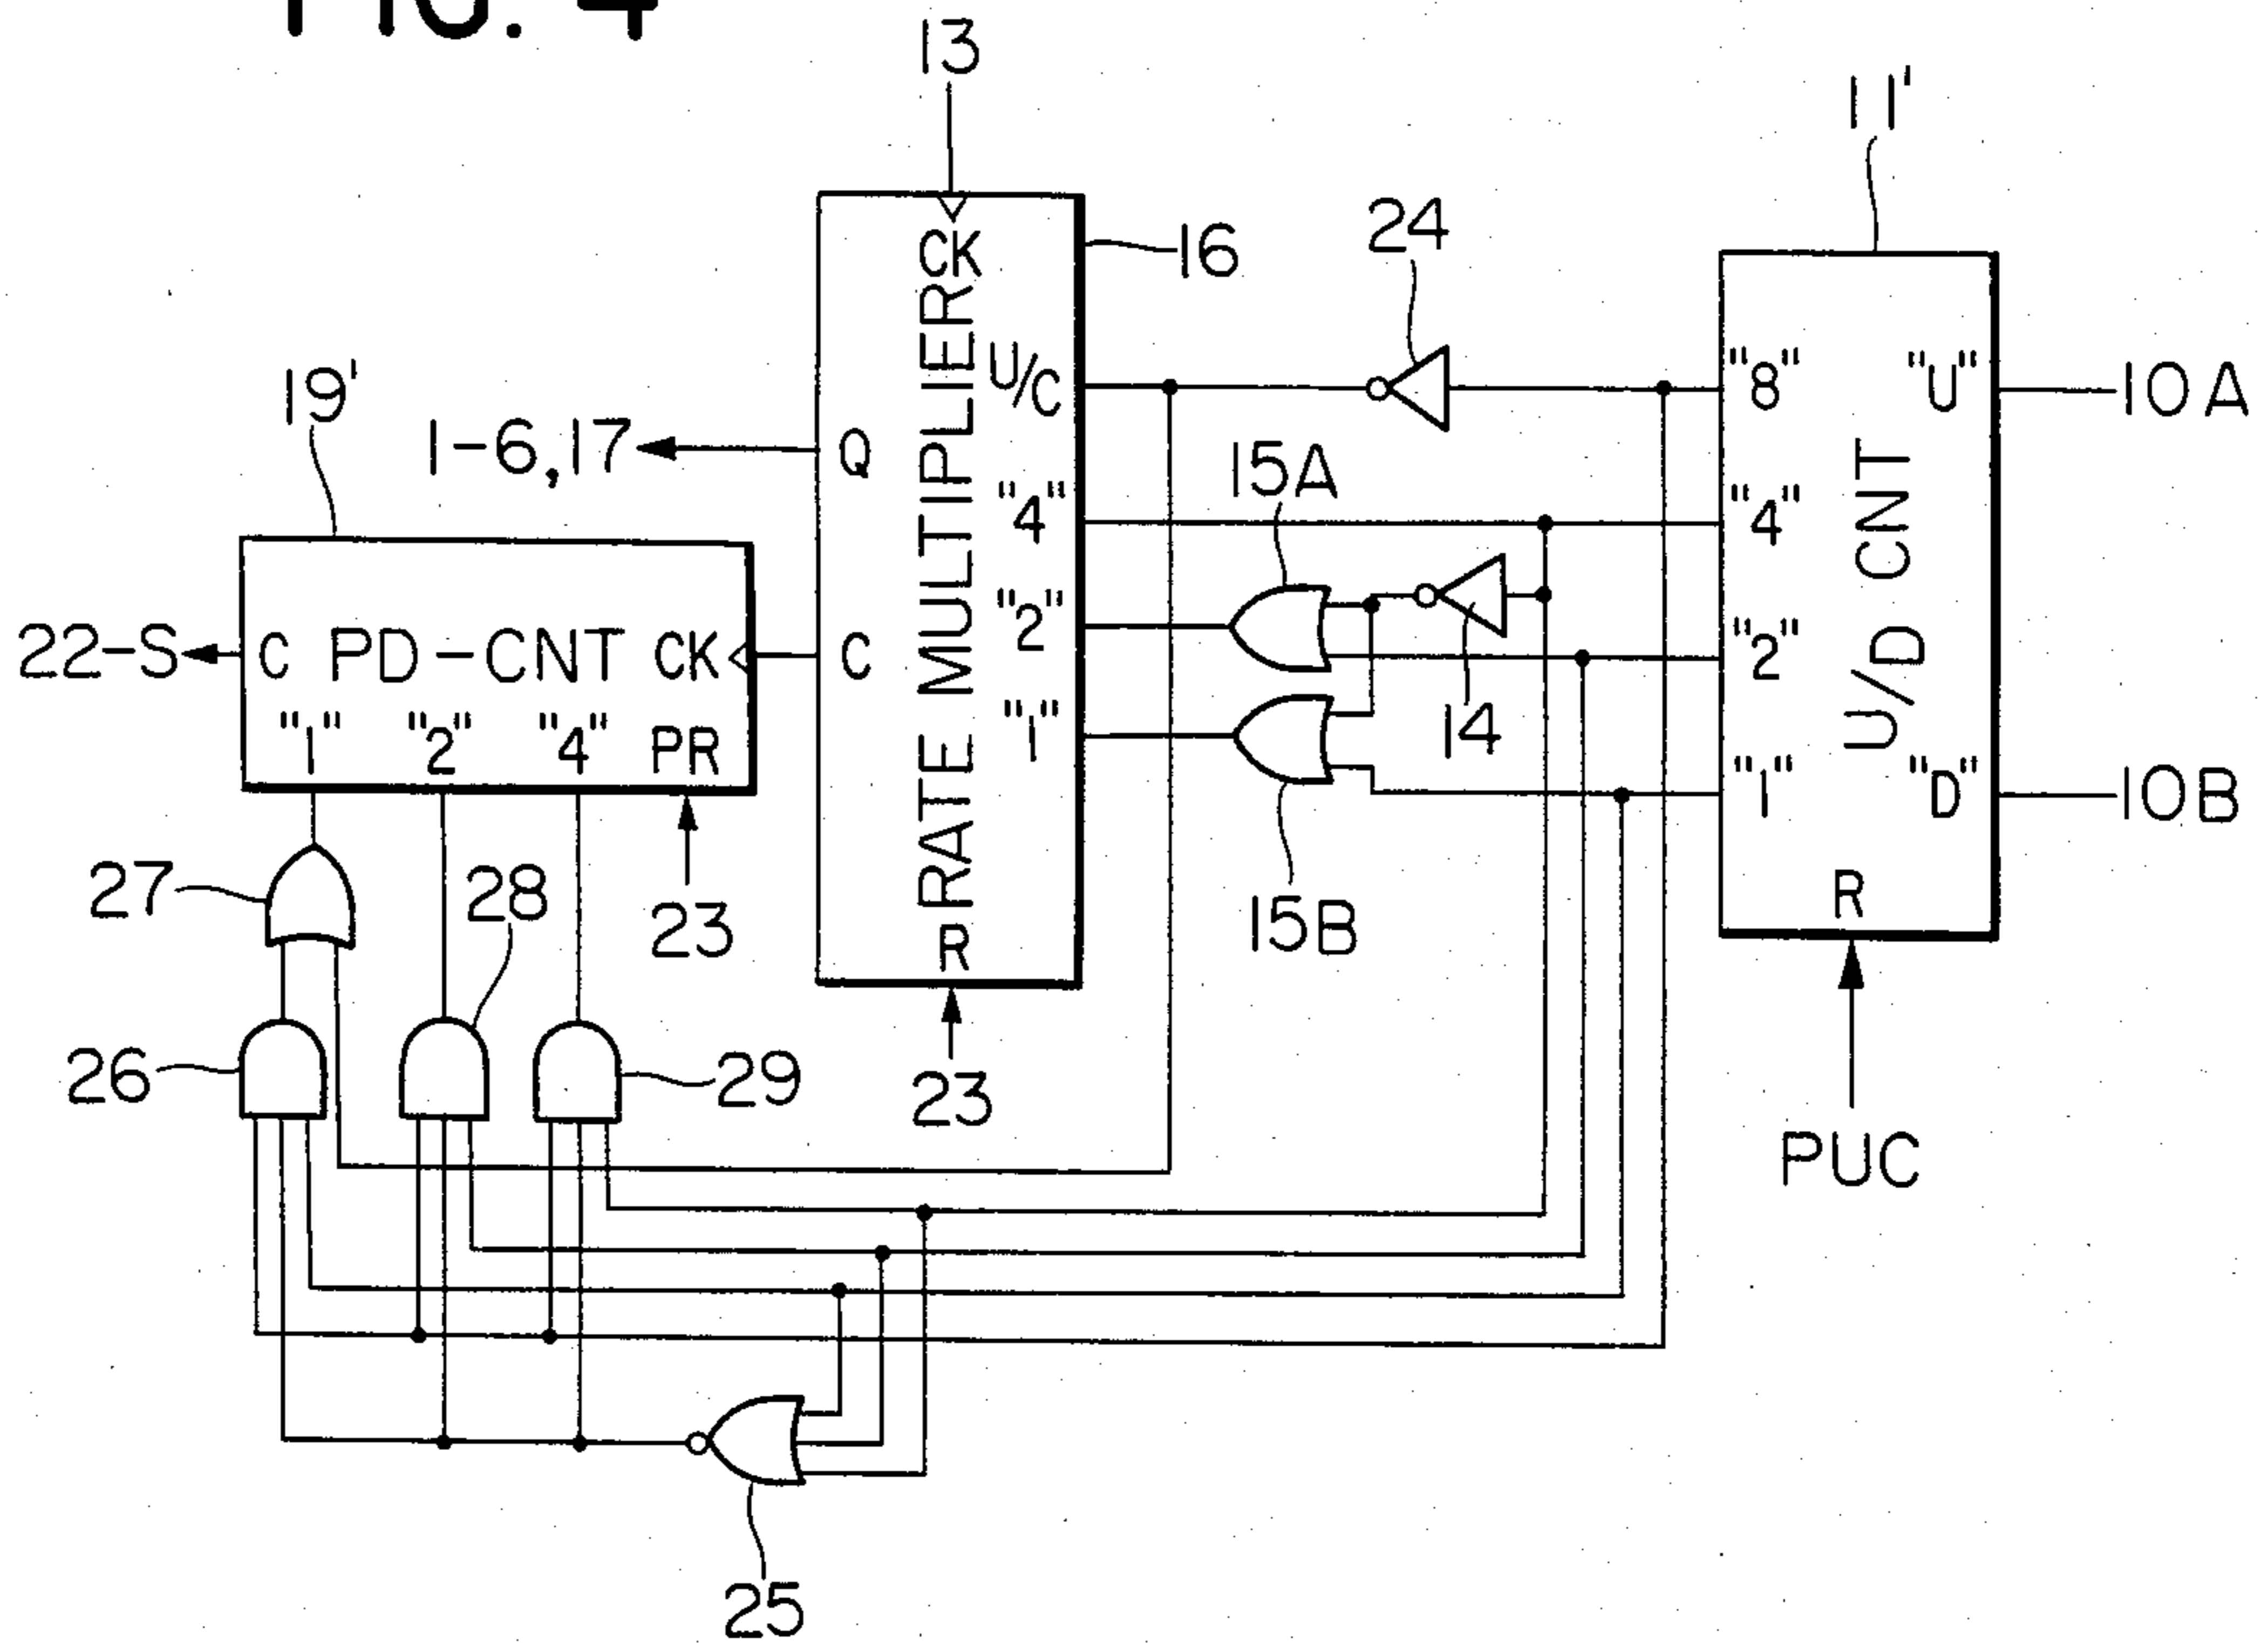 FIG. 4
13
11'
CK
16
24
RATE MULTIPLIER
U/C
"8"
"U"
10A
19'
1-6,17
Q
15A
"4"
"4"
U/D CNT
22-S
C
PD-CNT
CK
C
"2"
"2"
14
"1"
"2"
"4"
PR
"1"
"1"
"D"
10B
27
28
23
R
15B
R
26
29
23
PUC
25